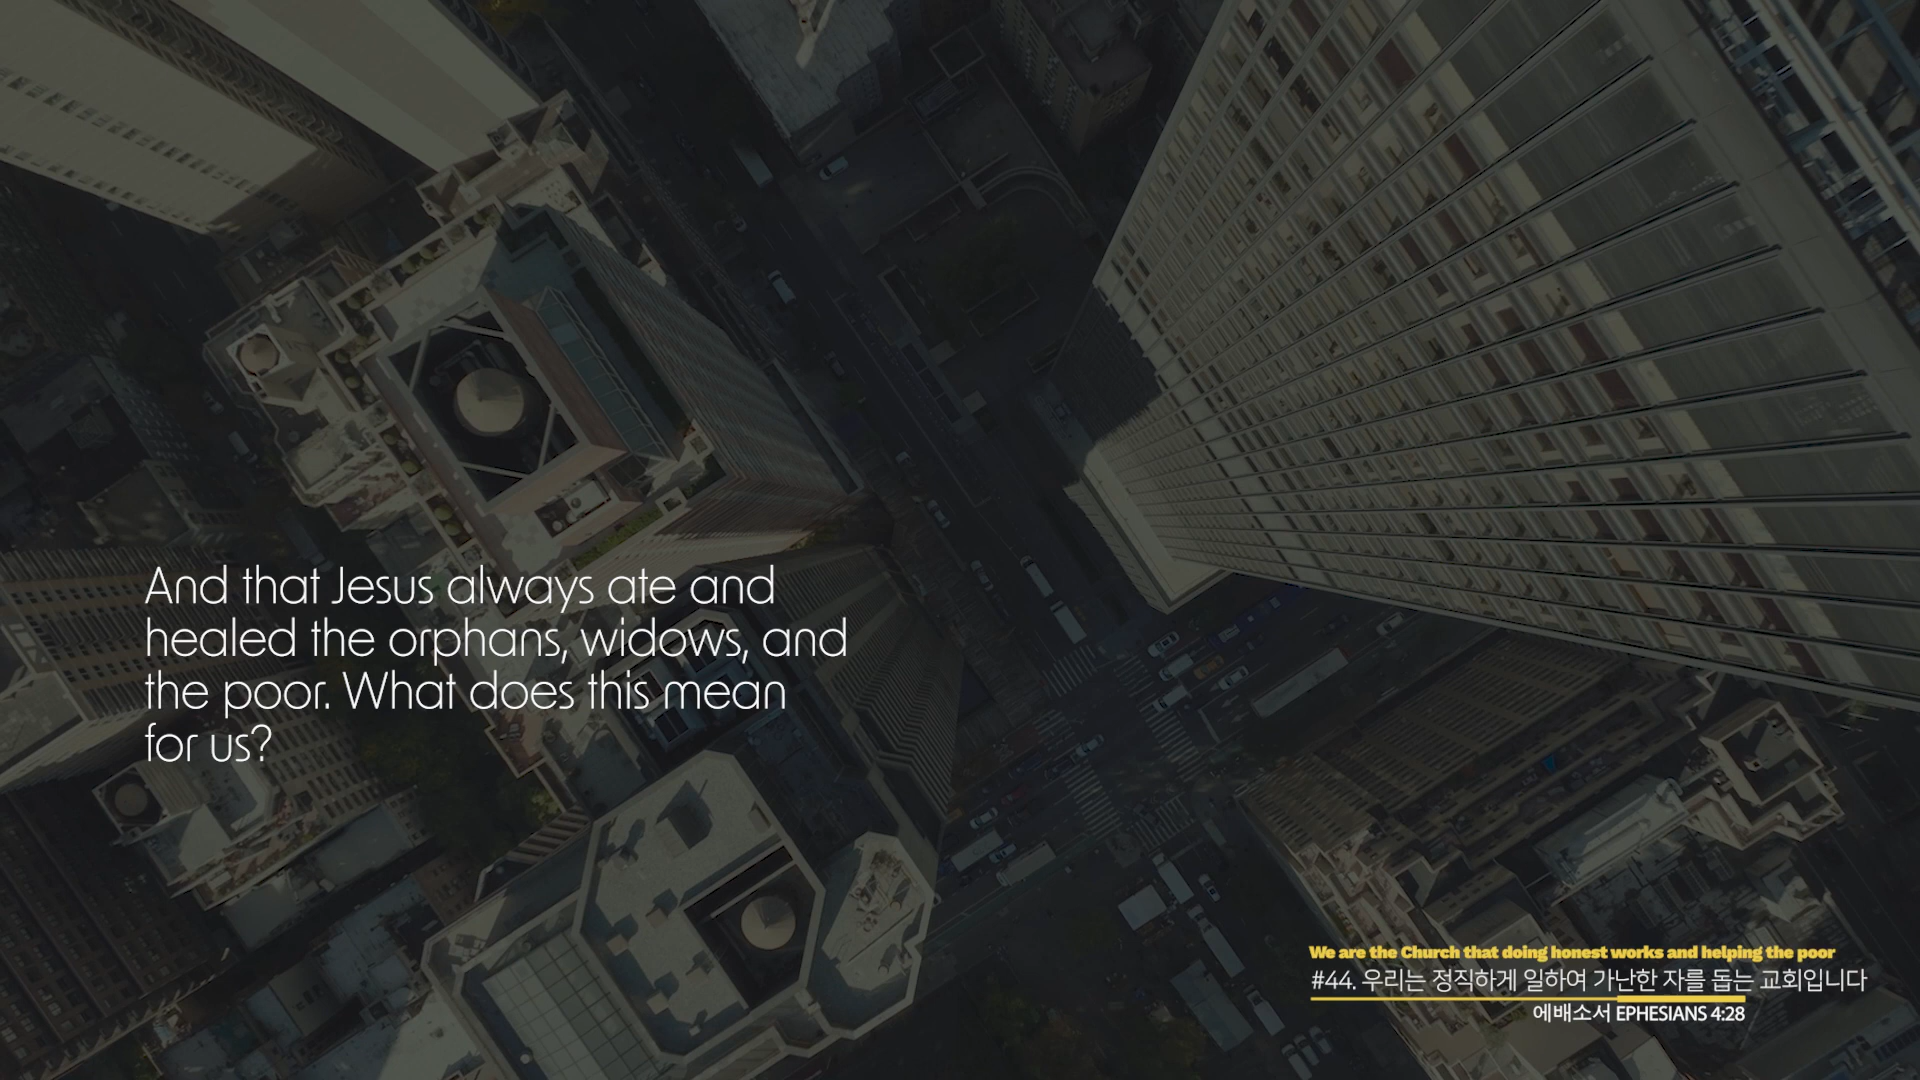 And that Jesus always ate and
healed the orphans, widows, and
the poor. What does this mean
for us?
We are the Church that doing honest works and helping the poor
#44. 우리는 정직하게 일하여 가난한 자를 돕는 교회입니다
에배소서 EPHESIANS 4:28